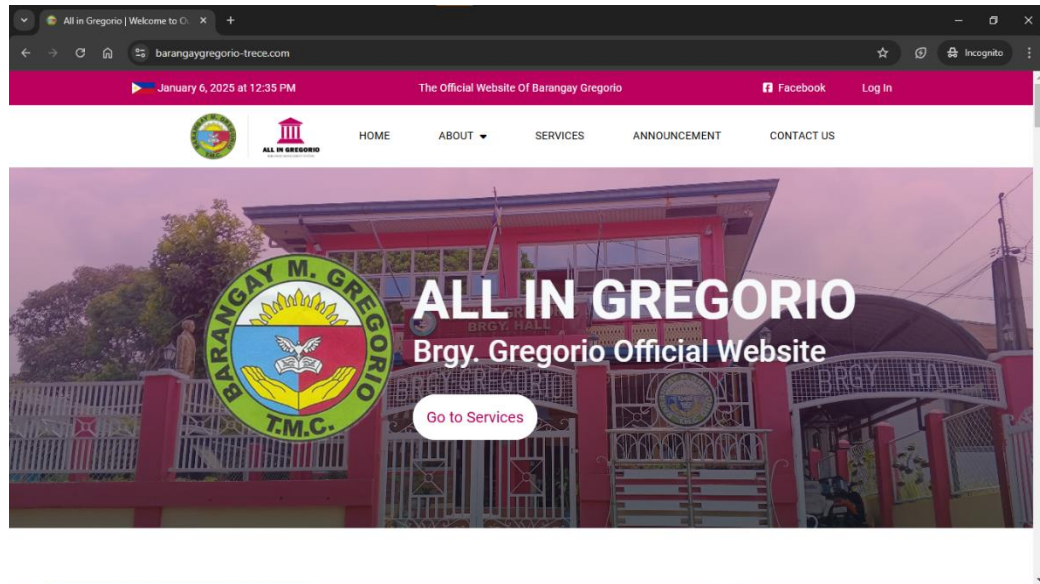 All in Gregorio | Welcome to O
barangaygregorio-trece.com
Incognito
January 6, 2025 at 12:35 PM
The Official Website Of Barangay Gregorio
Facebook
Log In
BARANGAY M. GREGORIO
T.M.C.
ALL IN GREGORIO
HOME
ABOUT
SERVICES
ANNOUNCEMENT
CONTACT US
BARANGAY M. GREGORIO
T.M.C.
ALL IN GREGORIO
BRGY. HALL
Brgy. Gregorio Official Website
BRGY HALL
Go to Services